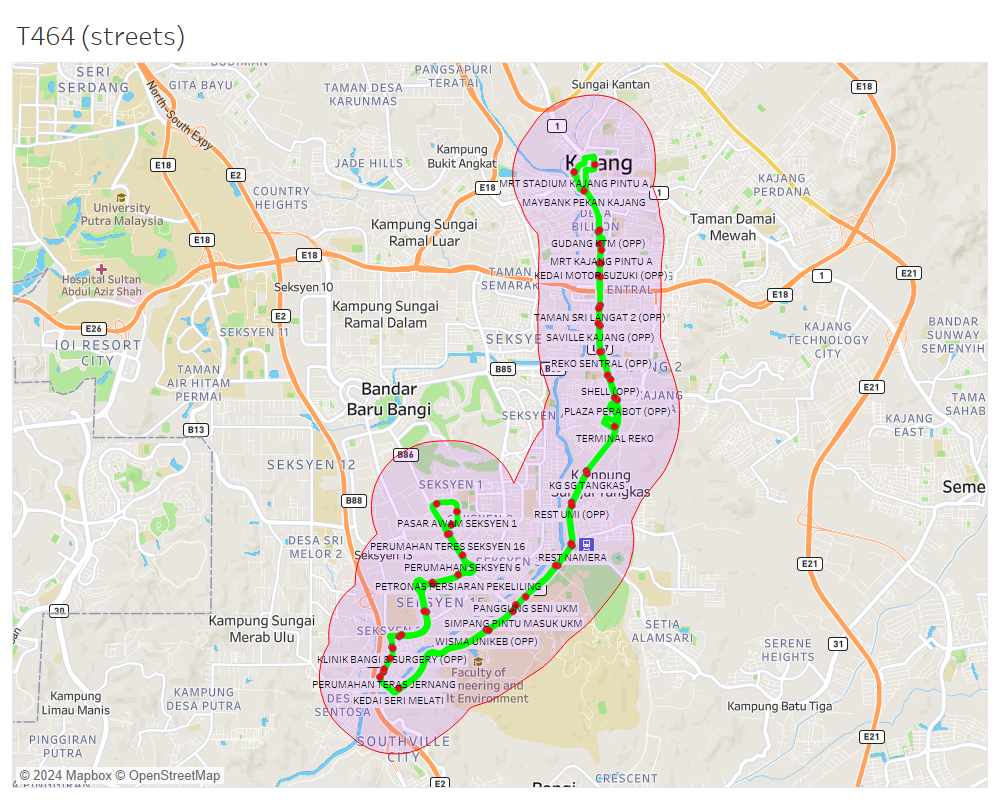 T464 (streets)
SERI
SERDANG
GITA BAYU
PANGSAPURI
TERATAI
Sungai Kantan
TAMAN DESA
KARUNMAS
E18
E18
North-South Expy
1
Kampung
Bukit Angkat
JADE HILLS
E18
E2
E18
MRT STADIUM KAJANG PINTU A
MAYBANK PEKAN KAJANG
1
KAJANG
PERDANA
COUNTRY
HEIGHTS
University
Putra Malaysia
Kampung Sungai
Ramal Luar
Taman Damai
Mewah
E18
GUDANG KTM (OPP)
E18
MRT KAJANG PINTU A
Hospital Sultan
Abdul Aziz Shah
TAMAN
SEMARAK
KEDAI MOTOR SUZUKI (OPP)
1
E21
Seksyen 10
E18
Kampung Sungai
Ramal Dalam
E2
TAMAN SRI LANGAT 2 (OPP)
E26
SEKSYEN 11
SAVILLE KAJANG (OPP)
KAJANG
TECHNOLOGY
CITY
BANDAR
SUNWAY
SEMENYIH
IOI RESORT
CITY
B85
REKO SENTRAL (OPP)
TAMAN
AIR HITAM
PERMAI
Bandar
Baru Bangi
SHELL (OPP)
E21
TAMAN
SAHAB
PLAZA PERABOT (OPP)
B13
KAJANG
EAST
TERMINAL REKO
B86
SEKSYEN 12
SEKSYEN 1
KG SG TANGKAS
B88
REST UMI (OPP)
PASAR AWAM SEKSYEN 1
DESA SRI
MELOR 2
PERUMAHAN TERES SEKSYEN 16
Seksyen 13
REST NAMERA
PERUMAHAN SEKSYEN 6
E21
PETRONAS PERSIARAN PEKELILING
SEKSYEN 15
PANGGUNG SENI UKM
30
Kampung Sungai
Merab Ulu
SIMPANG PINTU MASUK UKM
SETIA
ALAMSARI
WISMA UNIKEB (OPP)
SERENE
HEIGHTS
31
KLINIK BANGI & SURGERY (OPP)
Faculty of
PERUMAHAN TERAS JERNANG
KEDAI SERI MELATI
SENTOSA
Kampung
Limau Manis
KAMPUNG
DESA PUTRA
Kampung Batu Tiga
PINGGIRAN
PUTRA
SOUTHVILLE
CITY
E21
© 2024 Mapbox © OpenStreetMap
E2
CRESCENT